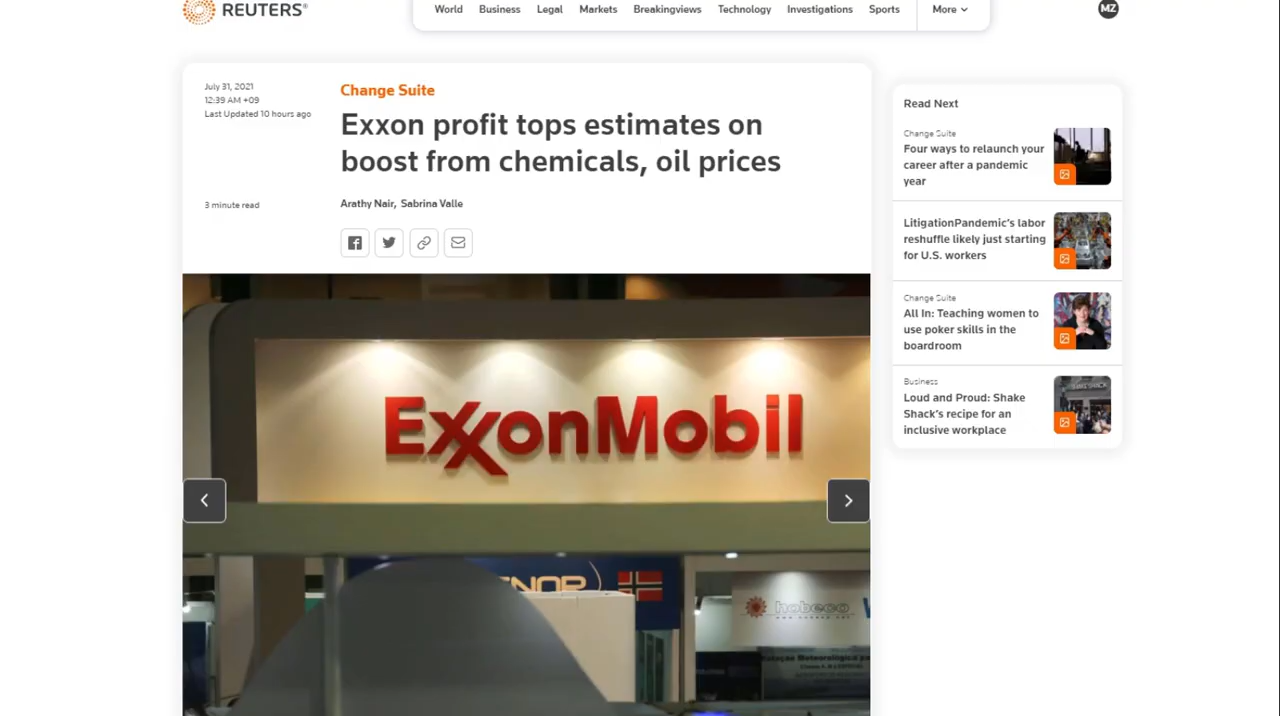 REUTERS®
World Business Legal Markets Breakingviews Technology Investigations Sports More
MZ
July 31, 2021
12:39 AM +09
Last Updated 10 hours ago
3 minute read
Change Suite
Exxon profit tops estimates on
boost from chemicals, oil prices
Arathy Nair, Sabrina Valle
ExxonMobil
hobeco
Read Next
Change Suite
Four ways to relaunch your
career after a pandemic
year
LitigationPandemic's labor
reshuffle likely just starting
for U.S. workers
Change Suite
All In: Teaching women to
use poker skills in the
boardroom
Business
Loud and Proud: Shake
Shack's recipe for an
inclusive workplace